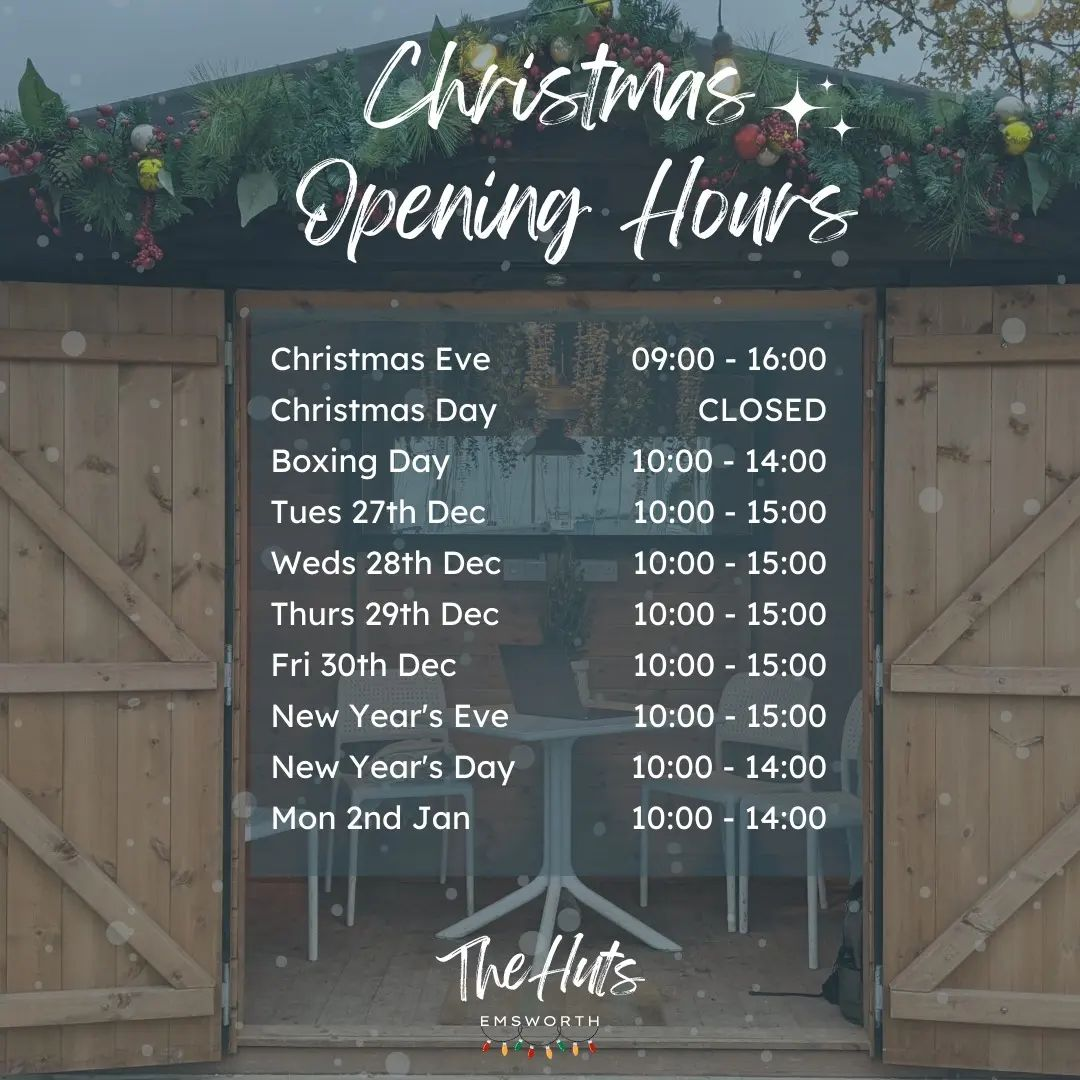 Christmas
Opening Hours
Christmas Eve 09:00 - 16:00
Christmas Day CLOSED
Boxing Day 10:00 - 14:00
Tues 27th Dec 10:00 - 15:00
Weds 28th Dec 10:00 - 15:00
Thurs 29th Dec 10:00 - 15:00
Fri 30th Dec 10:00 - 15:00
New Year's Eve 10:00 - 15:00
New Year's Day 10:00 - 14:00
Mon 2nd Jan 10:00 - 14:00
The Huts
EMSWORTH